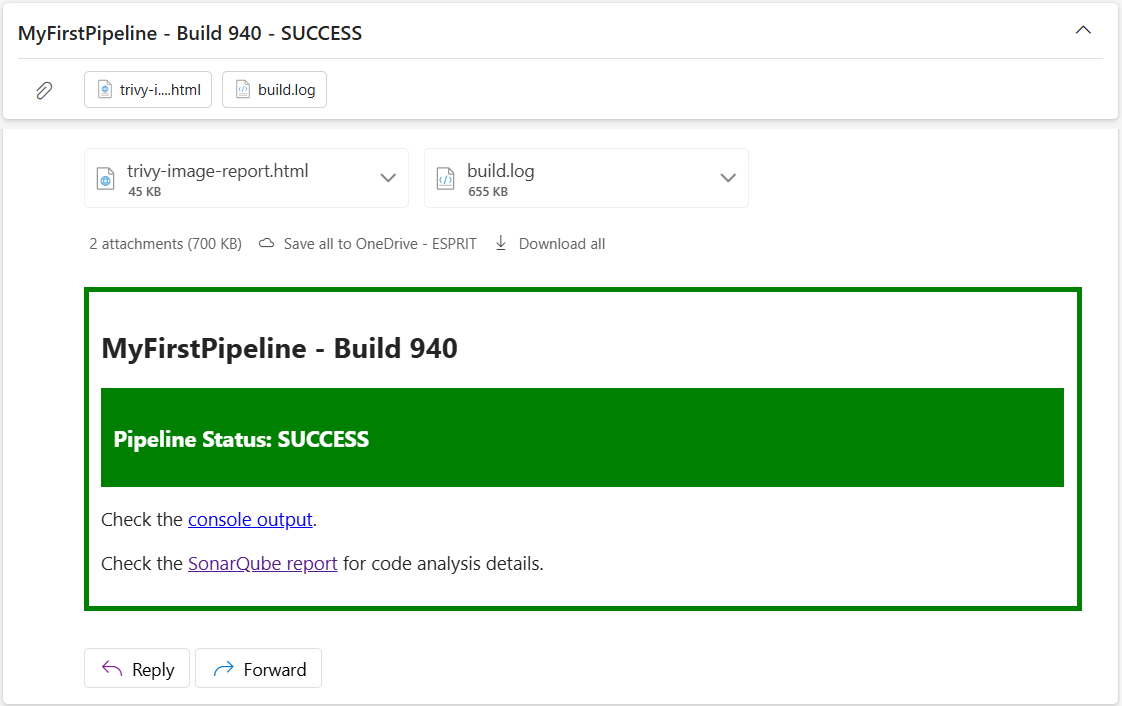 MyFirstPipeline - Build 940 - SUCCESS
trivy-i....html build.log
trivy-image-report.html build.log
45 KB 655 KB
2 attachments (700 KB) Save all to OneDrive - ESPRIT Download all
MyFirstPipeline - Build 940
Pipeline Status: SUCCESS
Check the console output.
Check the SonarQube report for code analysis details.
Reply Forward